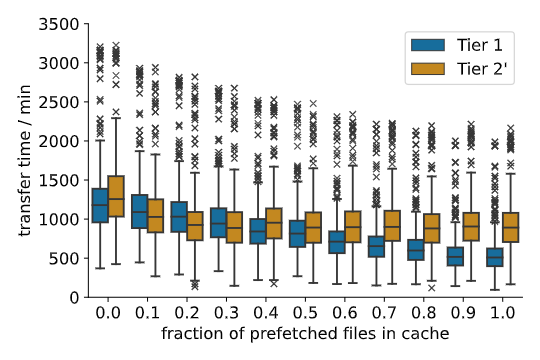 3500
3000
2500
2000
1500
1000
500
0
transfer time / min
Tier 1
Tier 2'
0.0 0.1 0.2 0.3 0.4 0.5 0.6 0.7 0.8 0.9 1.0
fraction of prefetched files in cache